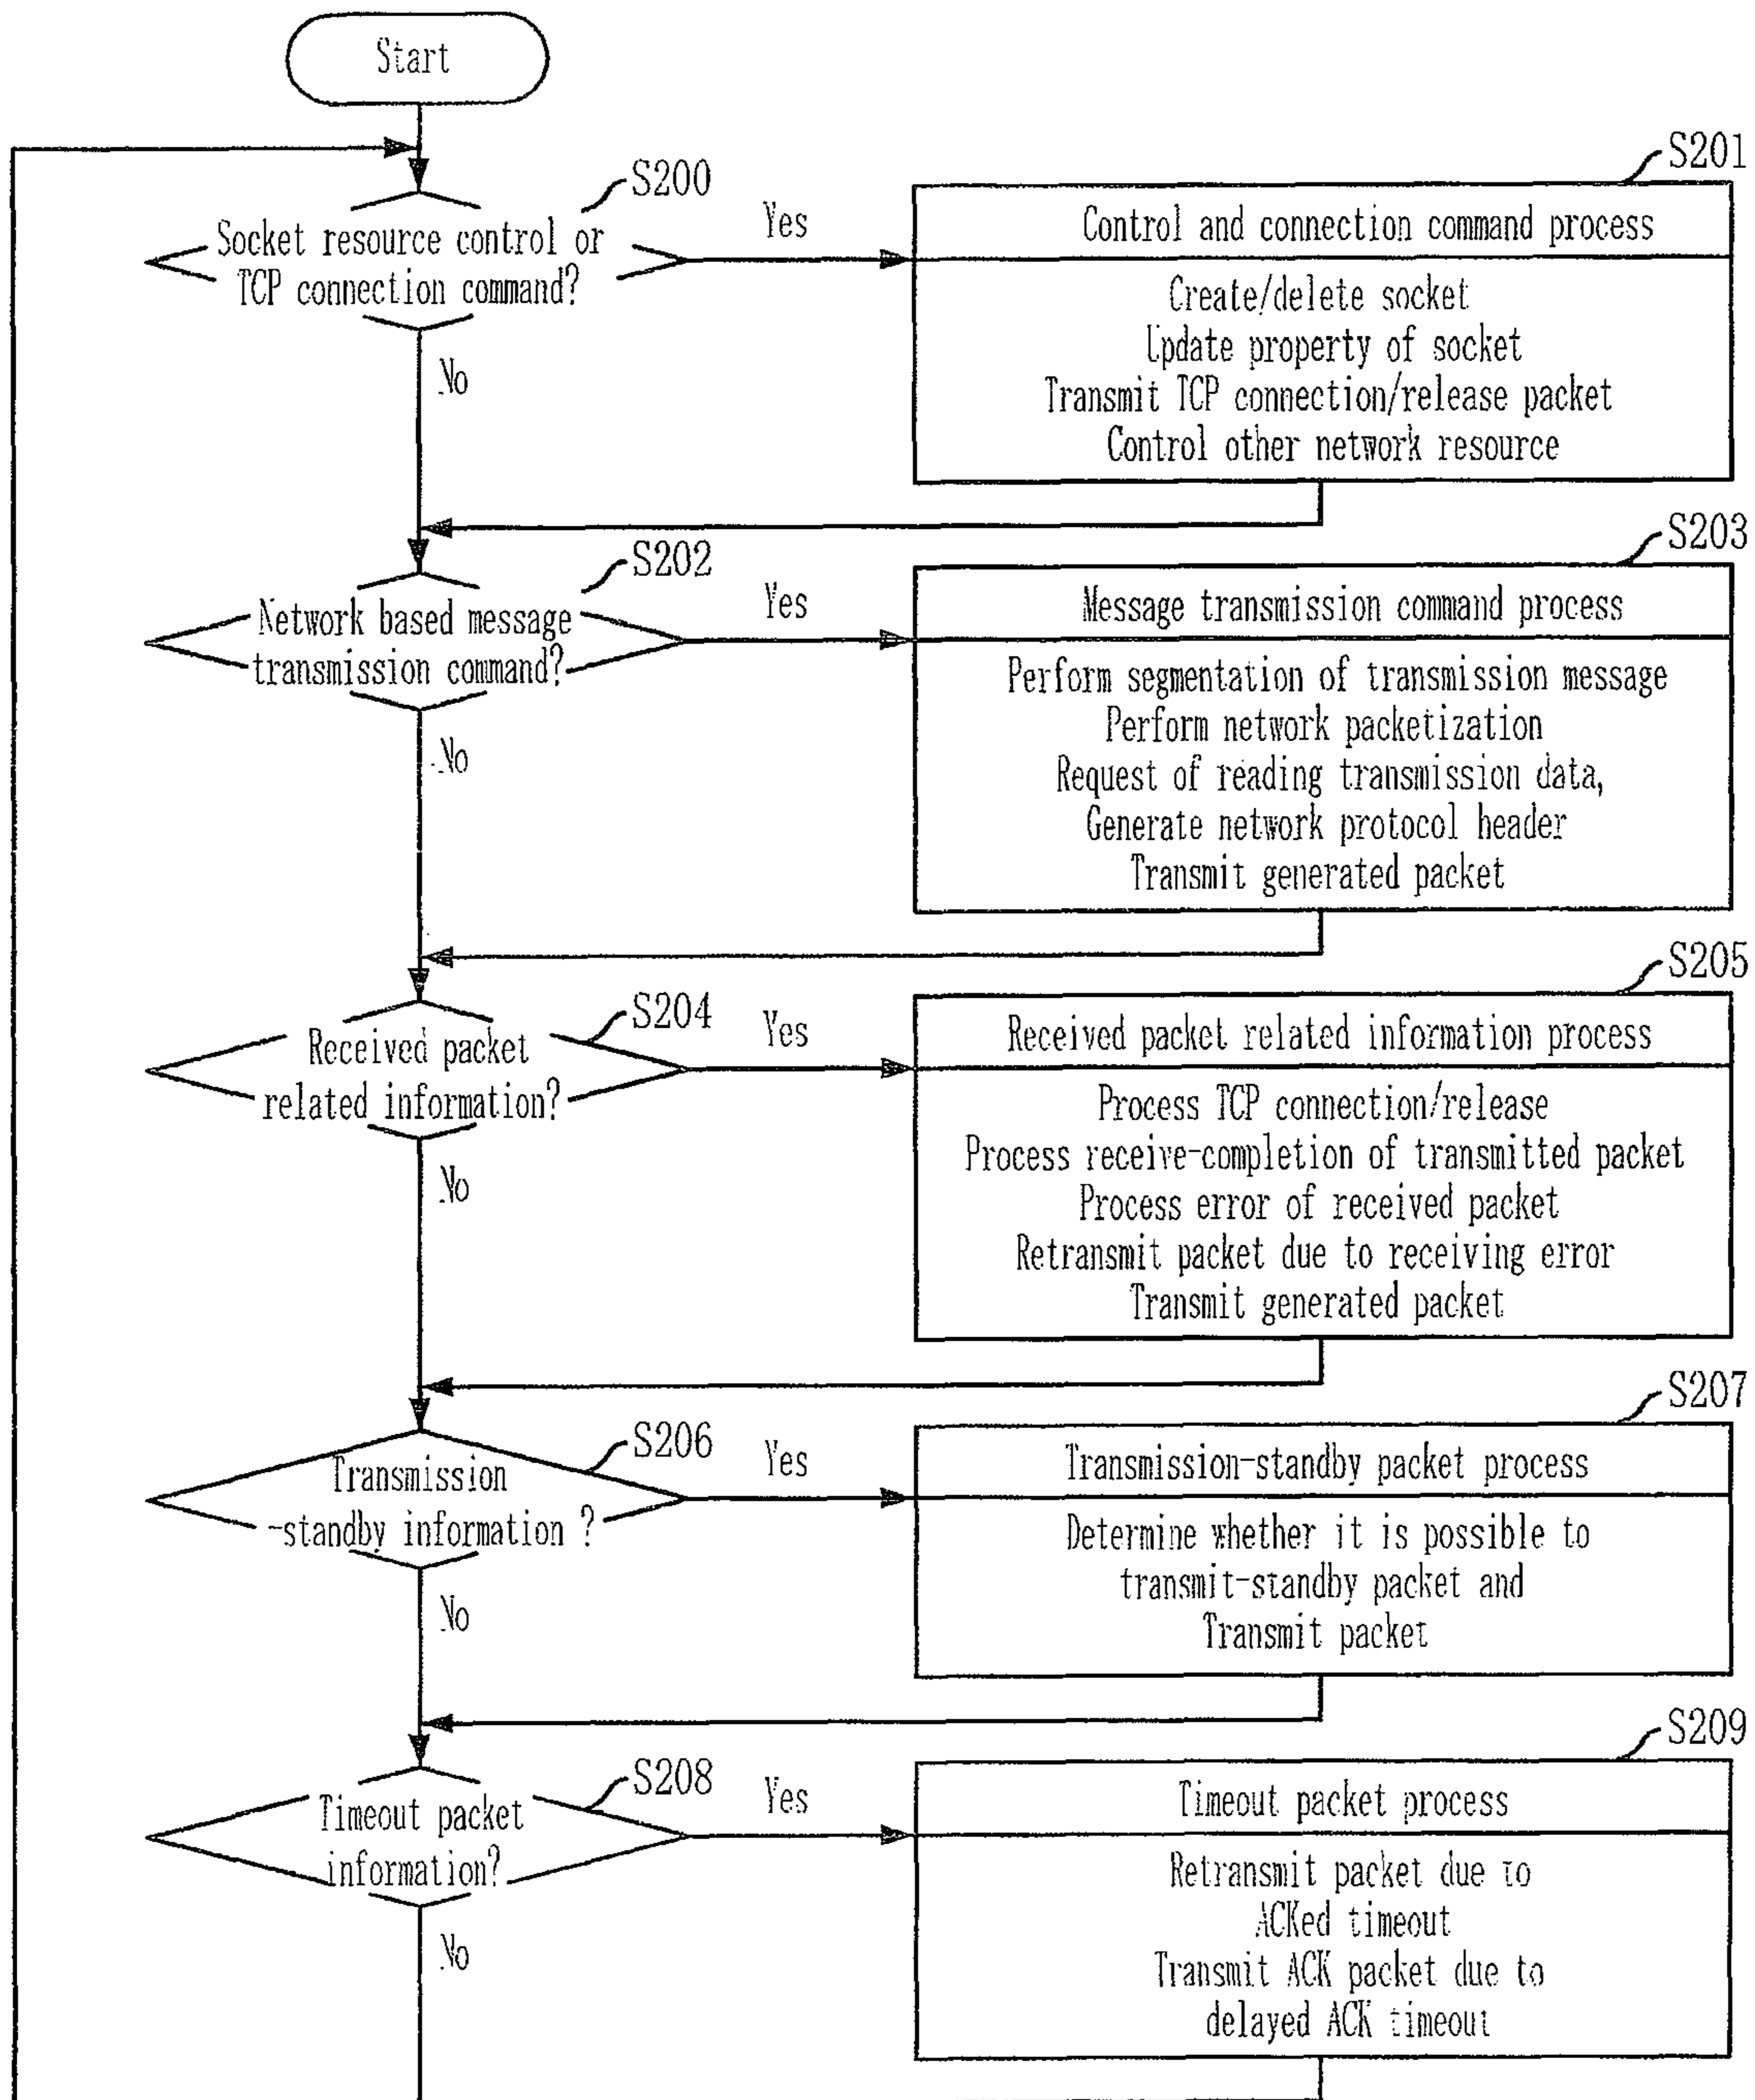 Start
S200
Socket resource control or
TCP connection command?
Yes
No
S201
Control and connection command process
Create/delete socket
Update property of socket
Transmit TCP connection/release packet
Control other network resource
S202
Network based message
transmission command?
Yes
No
S203
Message transmission command process
Perform segmentation of transmission message
Perform network packetization
Request of reading transmission data,
Generate network protocol header
Transmit generated packet
S204
Received packet
related information?
Yes
No
S205
Received packet related information process
Process TCP connection/release
Process receive-completion of transmitted packet
Process error of received packet
Retransmit packet due to receiving error
Transmit generated packet
S206
Transmission
-standby information ?
Yes
No
S207
Transmission-standby packet process
Determine whether it is possible to
transmit-standby packet and
Transmit packet
S208
Timeout packet
information?
Yes
No
S209
Timeout packet process
Retransmit packet due to
ACKed timeout
Transmit ACK packet due to
delayed ACK timeout